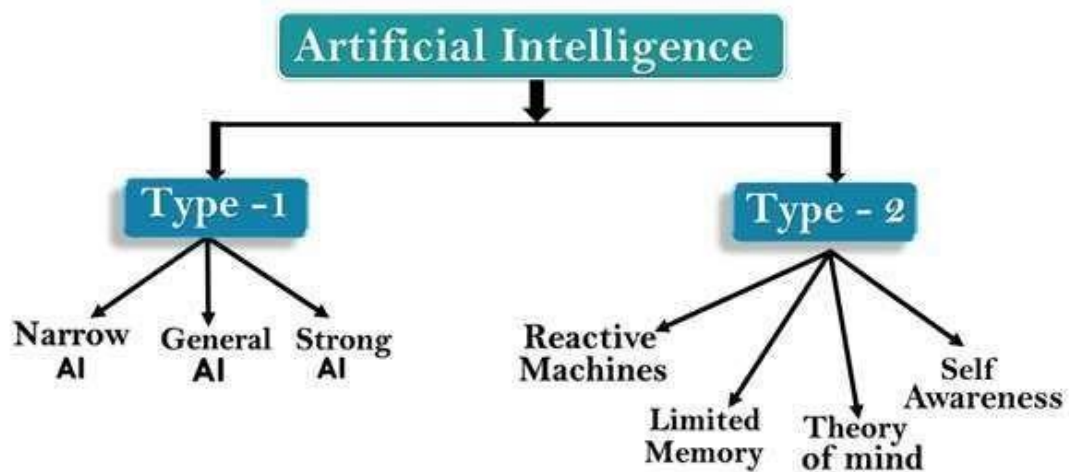 Artificial Intelligence
Type -1
Type - 2
Narrow
AI
General
AI
Strong
AI
Reactive
Machines
Limited
Memory
Theory
of mind
Self
Awareness